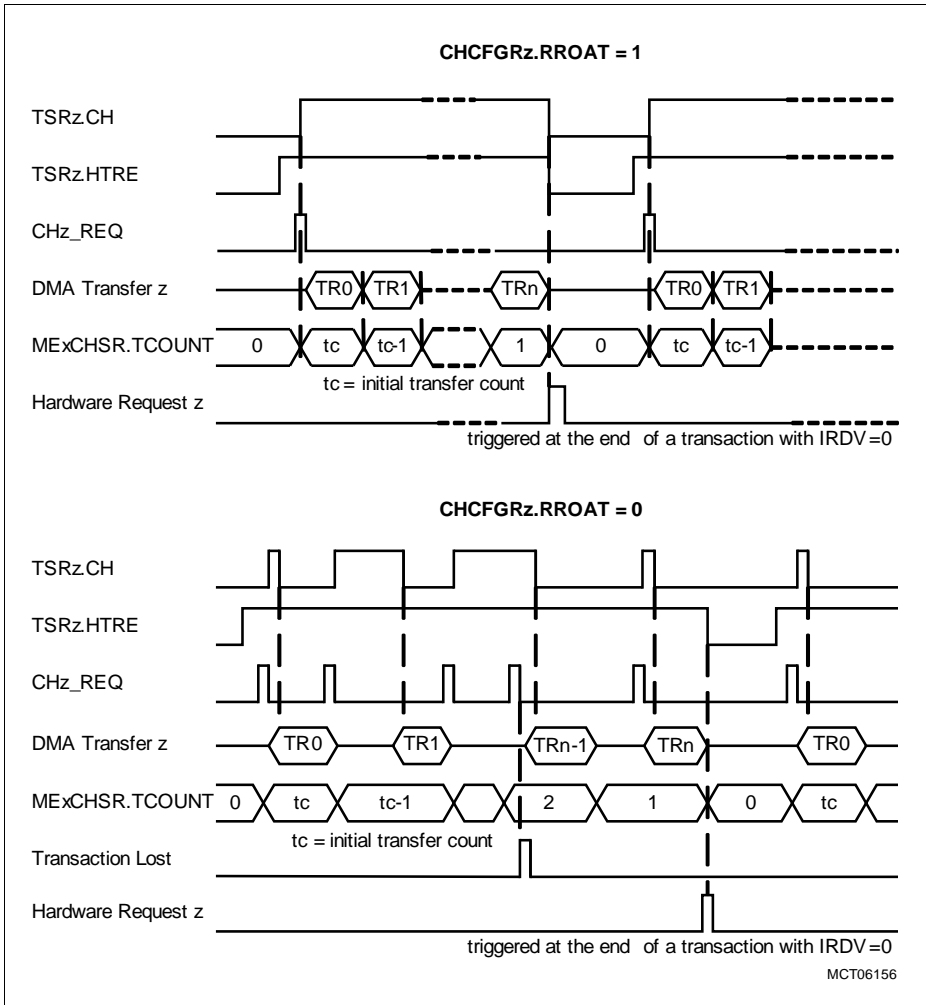 CHCFGRz.RROAT = 1
TSRz.CH
TSRz.HTRE
CHz_REQ
DMA Transfer z TR0 TR1 TRn TR0 TR1
MExCHSR.TCOUNT 0 tc tc-1 1 0 tc tc-1
tc = initial transfer count
Hardware Request z
triggered at the end of a transaction with IRDV=0
CHCFGRz.RROAT = 0
TSRz.CH
TSRz.HTRE
CHz_REQ
DMA Transfer z TR0 TR1 TRn-1 TRn TR0
MExCHSR.TCOUNT 0 tc tc-1 2 1 0 tc
tc = initial transfer count
Transaction Lost
Hardware Request z
triggered at the end of a transaction with IRDV=0
MCT06156